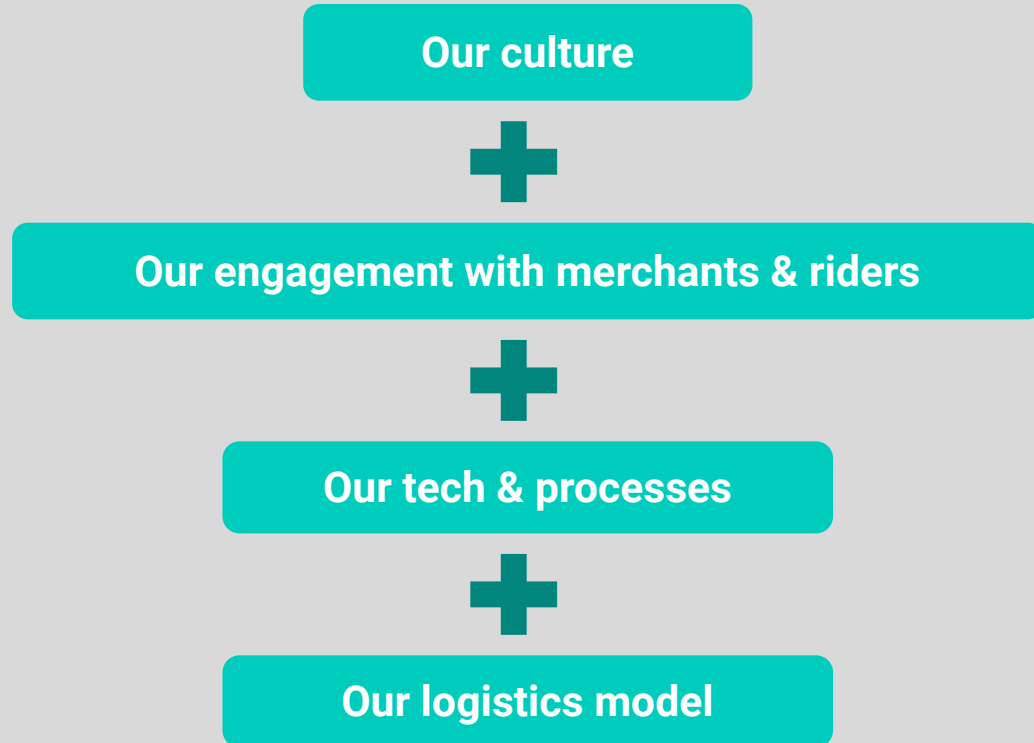 Our culture
Our engagement with merchants & riders
Our tech & processes
Our logistics model